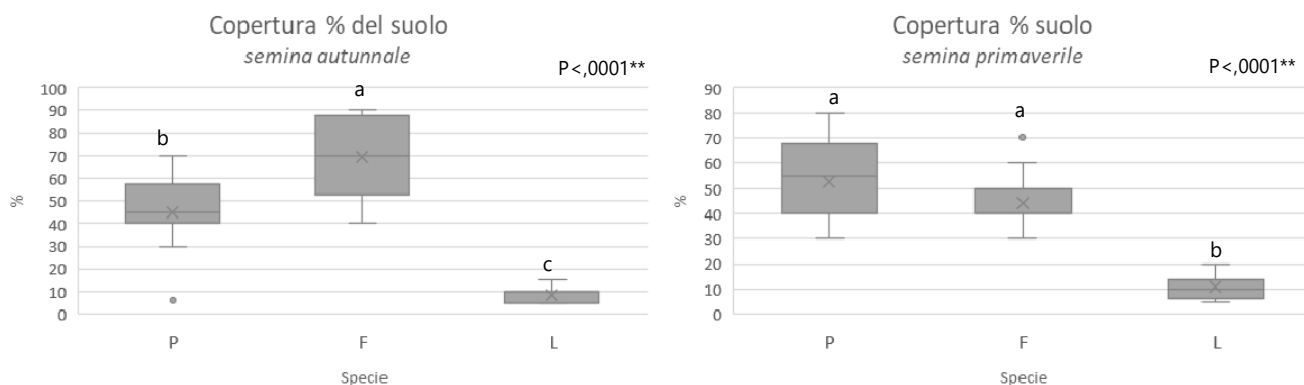 Copertura % del suolo
semina autunnale
P<,0001**
100
90
80
70
60
50
40
30
20
10
0
%
b
a
c
P F L
Specie
Copertura % suolo
semina primaverile
P<,0001**
90
80
70
60
50
40
30
20
10
0
%
a
a
b
P F L
Specie